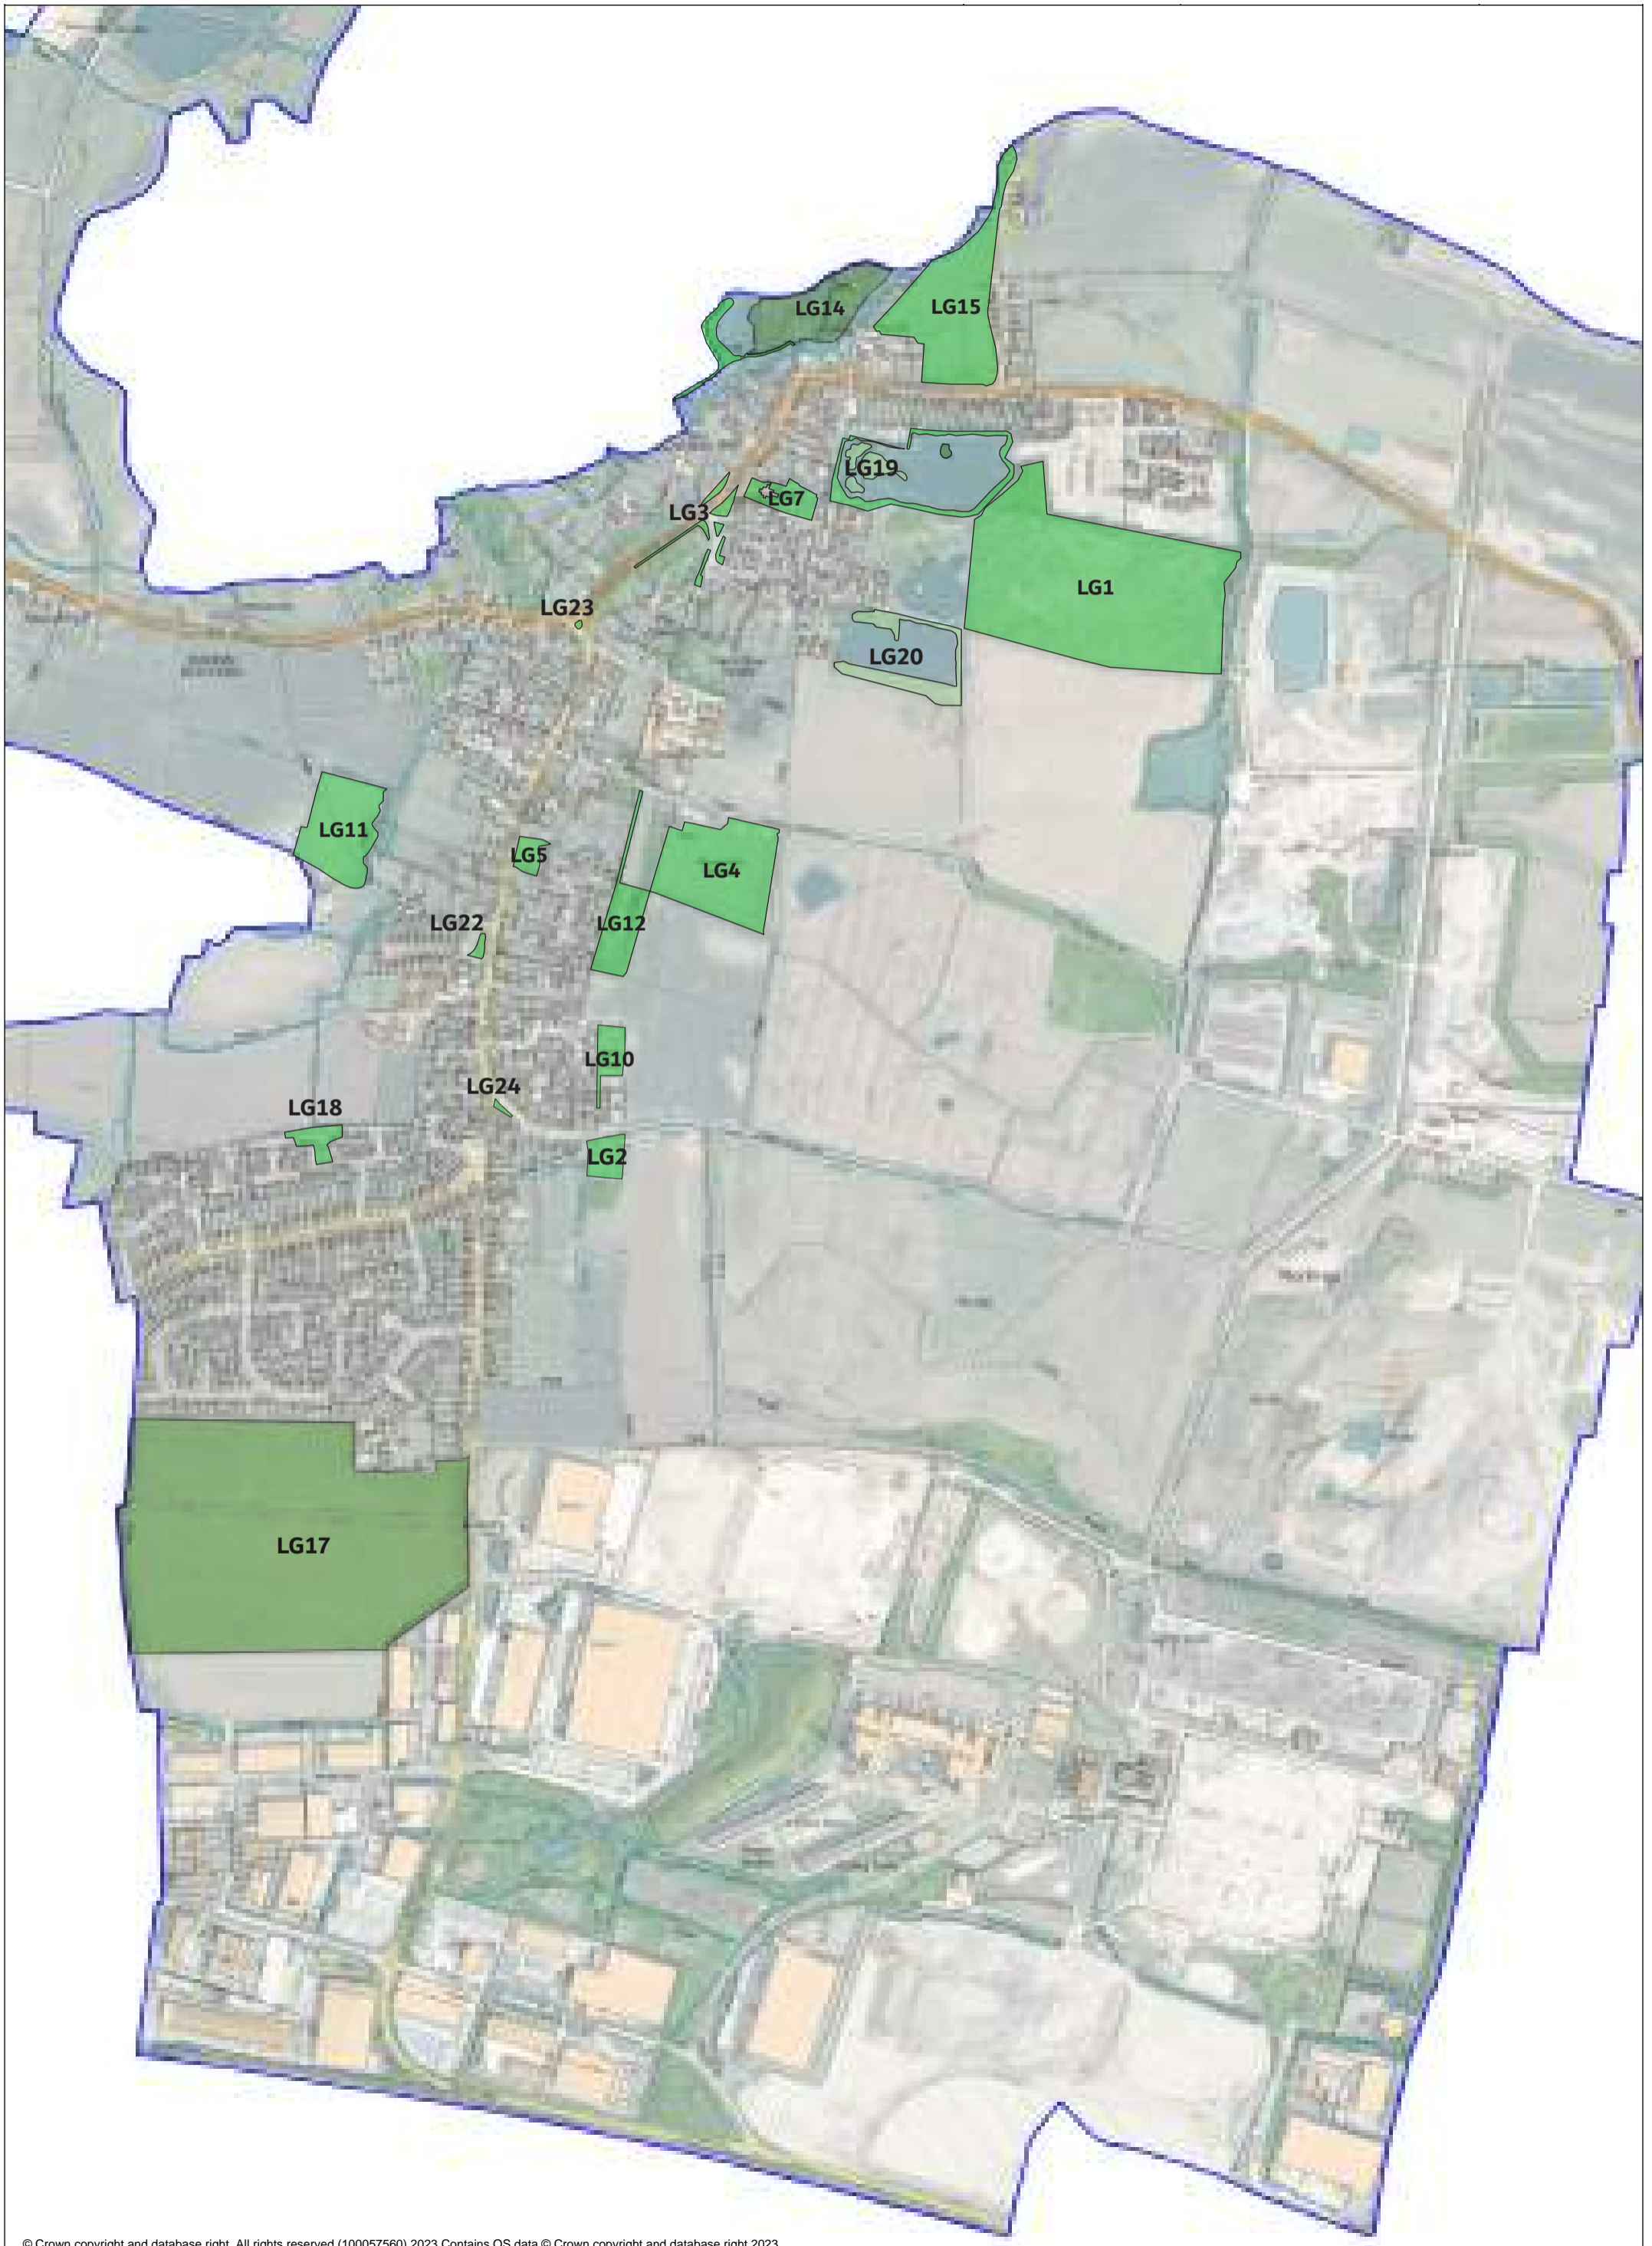 LG14
LG15
LG19
LG7
LG3
LG1
LG23
LG20
LG11
LG5
LG4
LG22
LG12
LG10
LG24
LG18
LG2
LG17
© Crown copyright and database right. All rights reserved (100057560) 2023 Contains OS data © Crown copyright and database right 2023